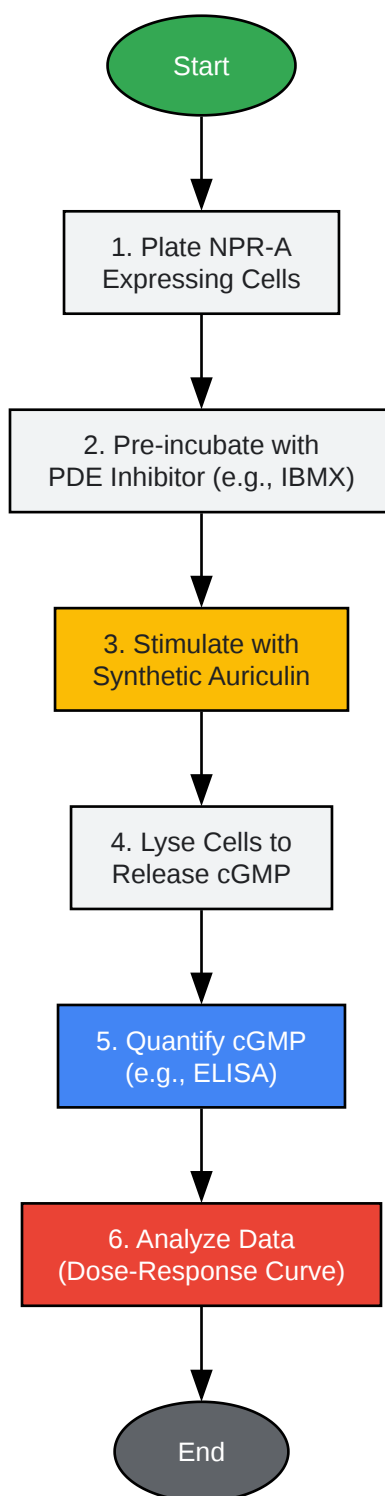 Start
1. Plate NPR-A
Expressing Cells
2. Pre-incubate with
PDE Inhibitor (e.g., IBMX)
3. Stimulate with
Synthetic Auriculin
4. Lyse Cells to
Release cGMP
5. Quantify cGMP
(e.g., ELISA)
6. Analyze Data
(Dose-Response Curve)
End